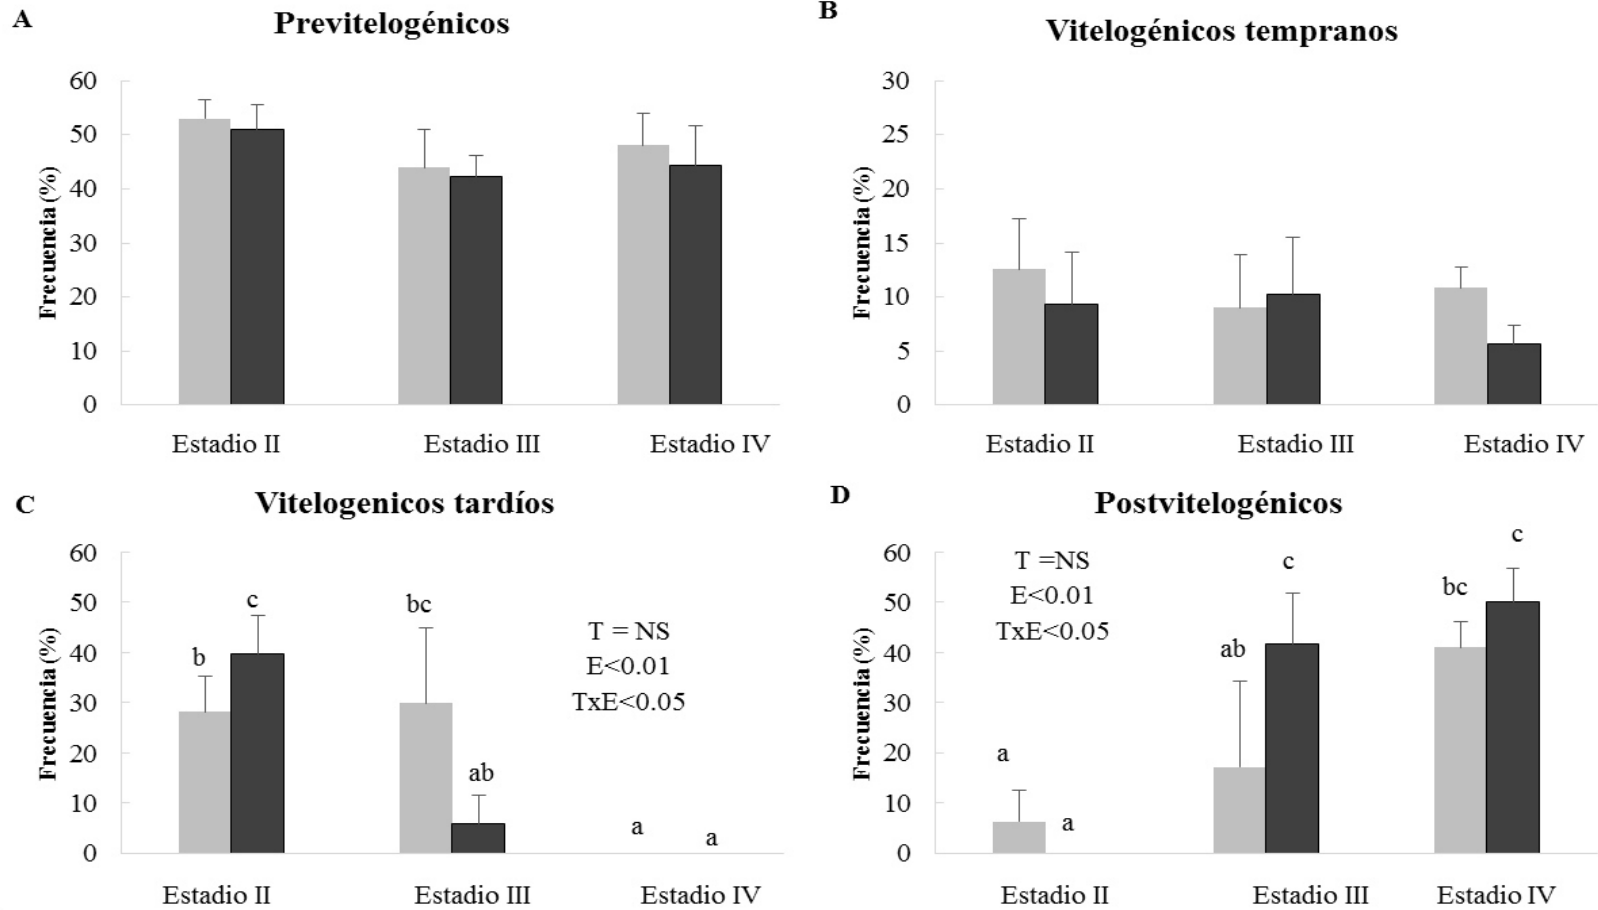 A
Previtelogénicos
60
50
40
30
20
10
0
Frecuencia (%)
Estadio II
Estadio III
Estadio IV
B
Vitelogénicos tempranos
30
25
20
15
10
5
0
Frecuencia (%)
Estadio II
Estadio III
Estadio IV
C
Vitelogenicos tardíos
60
50
40
30
20
10
0
Frecuencia (%)
b
c
bc
ab
a
a
T = NS
E<0.01
TxE<0.05
Estadio II
Estadio III
Estadio IV
D
Postvitelogénicos
60
50
40
30
20
10
0
Frecuencia (%)
T =NS
E<0.01
TxE<0.05
a
a
ab
c
bc
c
Estadio II
Estadio III
Estadio IV